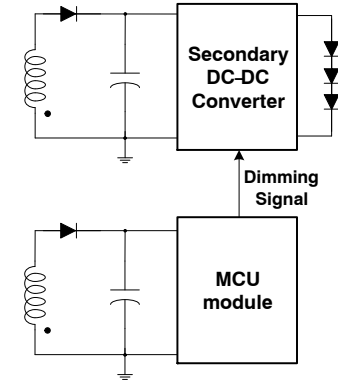 Secondary
DC-DC
Converter
Dimming
Signal
MCU
module